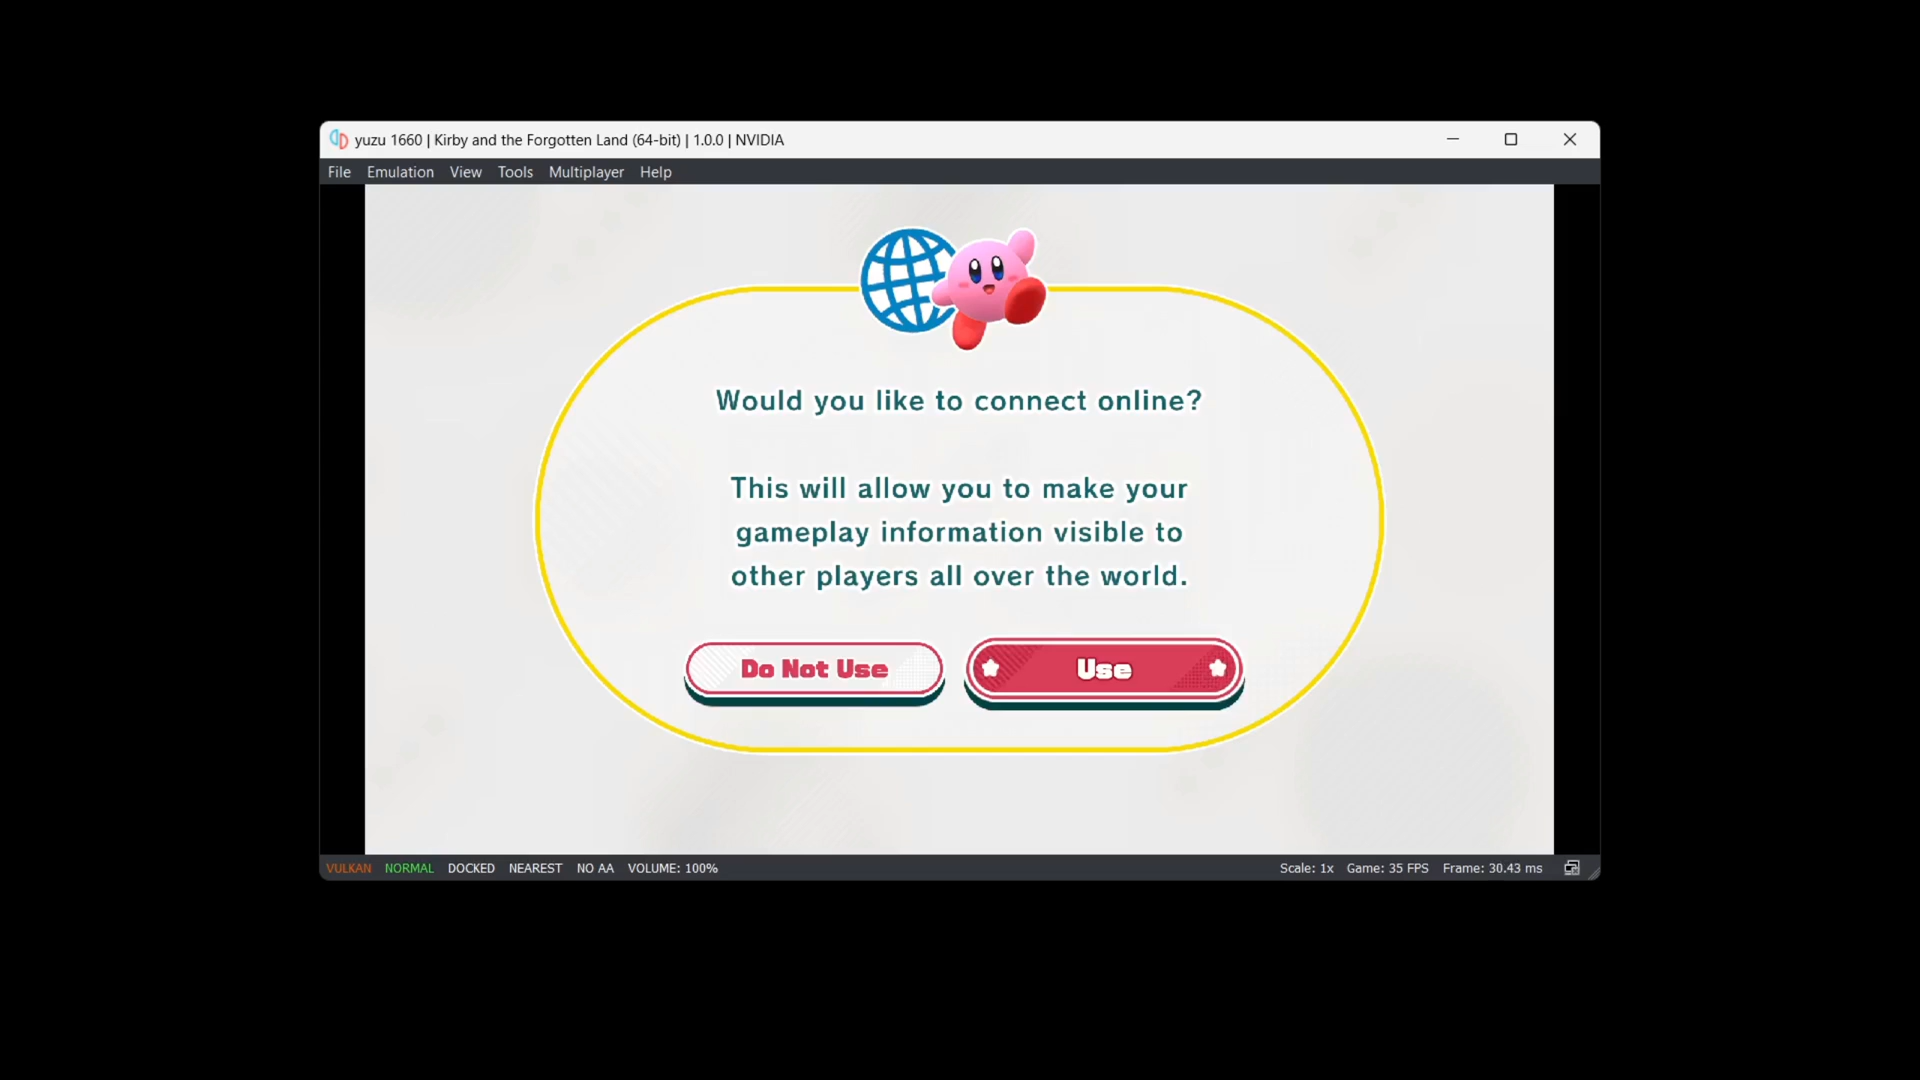 yuzu 1660 | Kirby and the Forgotten Land (64-bit) | 1.0.0 | NVIDIA
File Emulation View Tools Multiplayer Help
Would you like to connect online?
This will allow you to make your
gameplay information visible to
other players all over the world.
Do Not Use Use
VULKAN NORMAL DOCKED NEAREST NO AA VOLUME: 100% Scale: 1x Game: 35 FPS Frame: 30.43 ms